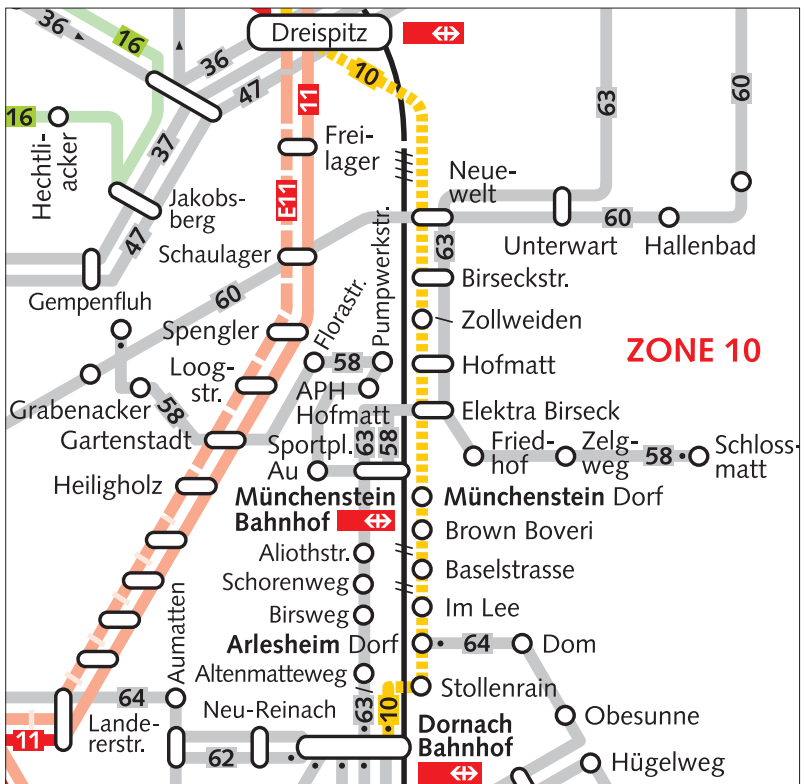 36
16
36
Dreispitz
10
47
11
63
60
16
37
Hechtli-
acker
Frei-
lager
Neue-
welt
Jakobs-
berg
E11
47
Schaulager
63
60
Unterwart
Hallenbad
Gempenfluh
60
Florastr.
Pumpwerkstr.
Birseckstr.
Spengler
Zollweiden
ZONE 10
Loog-
str.
58
Hofmatt
Grabenacker
58
APH
Hofmatt
Elektra Birseck
Gartenstadt
Sportpl.
Au
63
58
Fried-
hof
Zelg-
weg
58
Schloss-
matt
Heiligholz
Münchenstein
Bahnhof
Münchenstein Dorf
Brown Boveri
Aliothstr.
Baselstrasse
Schorenweg
Im Lee
Birsweg
Aumatten
Arlesheim Dorf
64
Dom
Altenmatteweg
Stollenrain
64
Neu-Reinach
63
10
Obesunne
11
Lande-
rerstr.
62
Dornach
Bahnhof
Hügelweg